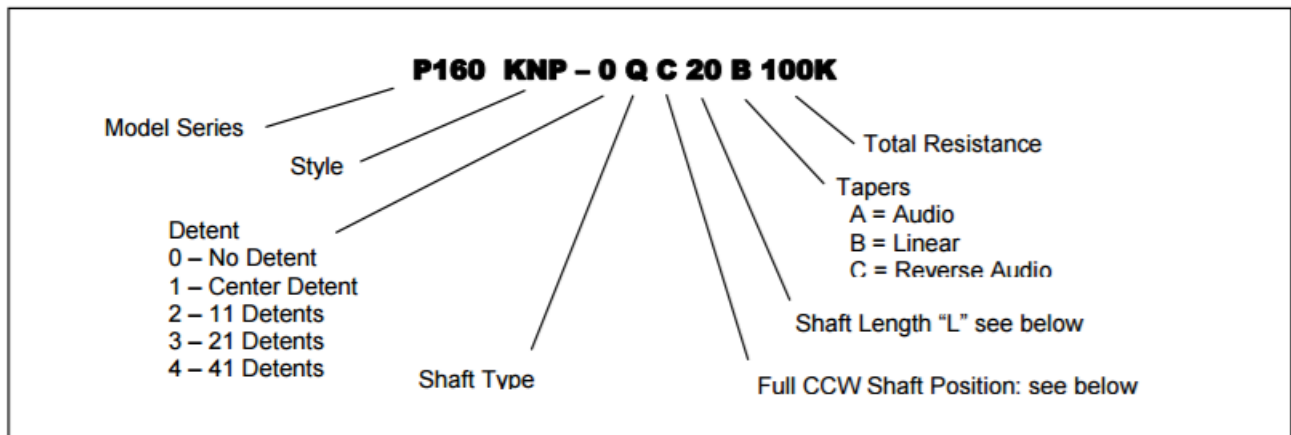 P160 KNP – 0 Q C 20 B 100K
Model Series
Total Resistance
Style
Tapers
A = Audio
B = Linear
C = Reverse Audio
Detent
0 – No Detent
1 – Center Detent
2 – 11 Detents
3 – 21 Detents
4 – 41 Detents
Shaft Length “L” see below
Shaft Type
Full CCW Shaft Position: see below